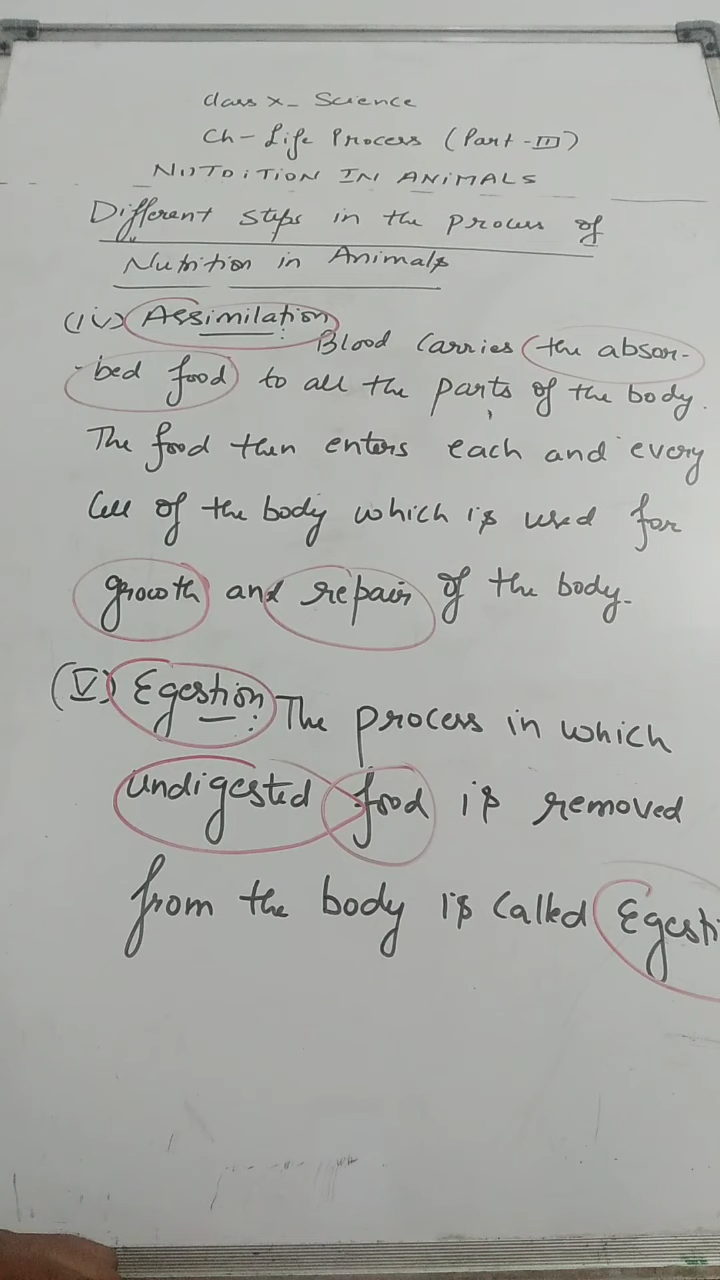 Class X- Science
Ch- Life Process (Part-III)
NUTDITION IN ANIMALS
Different Steps in the process of
Nutrition in Animals
(iv) Assimilation:
Blood carries the absor-
-bed food to all the parts of the body.
The food then enters each and every
Cell of the body which is used for
growth and repair of the body.
(V) Egestion: The process in which
undigested food is removed
from the body is called Egesti